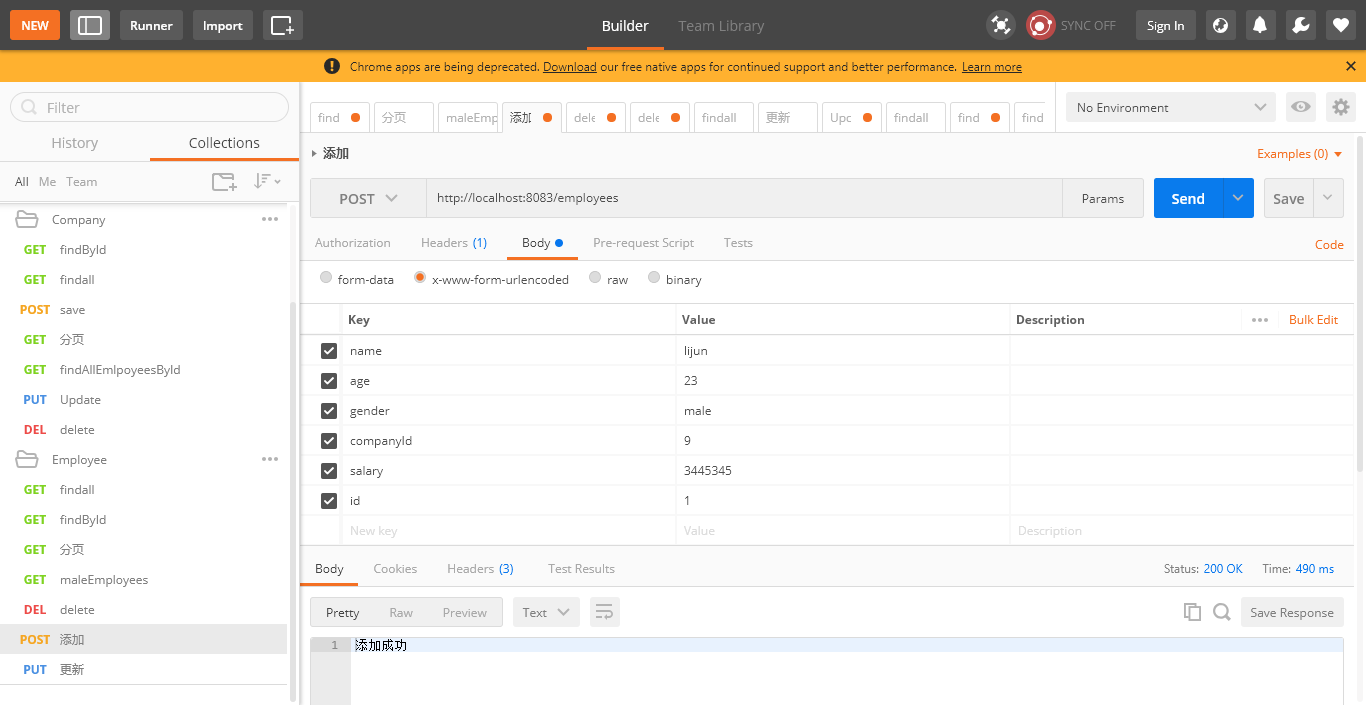 NEW Runner Import Builder Team Library SYNC OFF Sign In
Chrome apps are being deprecated. Download our free native apps for continued support and better performance. Learn more
Filter
History Collections
All Me Team
Company
GET findById
GET findall
POST save
GET 分页
GET findAllEmlpoyeesById
PUT Update
DEL delete
Employee
GET findall
GET findById
GET 分页
GET maleEmployees
DEL delete
POST 添加
PUT 更新
find 分页 maleEmp 添加 dele dele findall 更新 Upc findall find find
No Environment
添加
Examples (0)
POST http://localhost:8083/employees Params Send Save
Authorization Headers (1) Body Pre-request Script Tests Code
form-data x-www-form-urlencoded raw binary
Key Value Description Bulk Edit
name lijun
age 23
gender male
companyId 9
salary 3445345
id 1
New key Value Description
Body Cookies Headers (3) Test Results Status: 200 OK Time: 490 ms
Pretty Raw Preview Text Save Response
1 添加成功